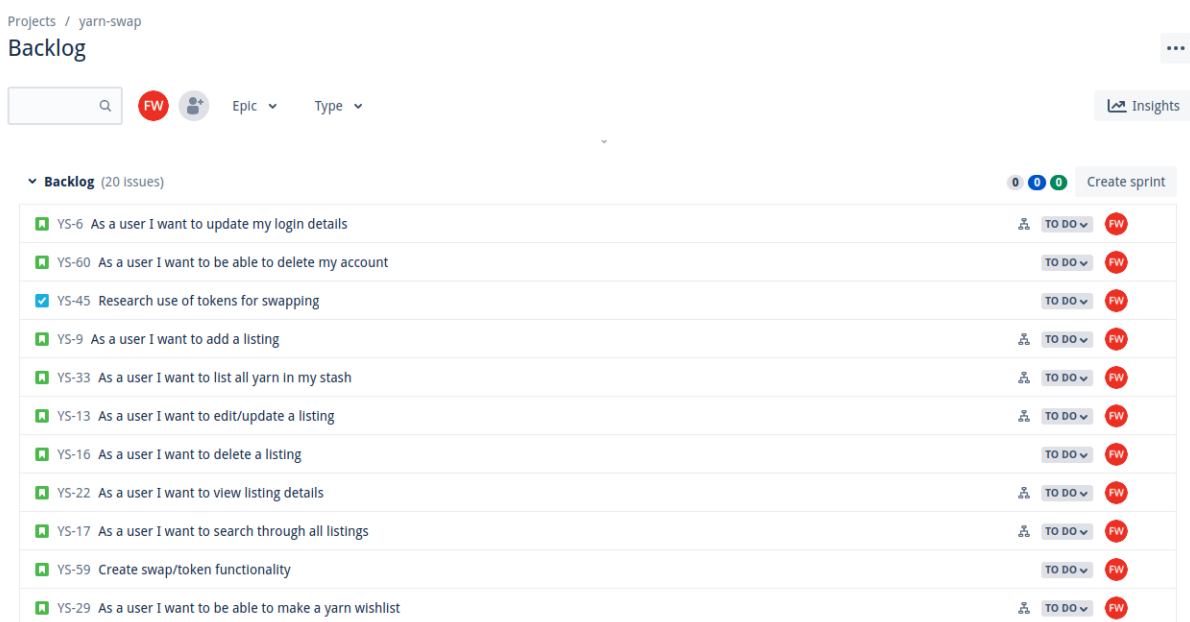 Projects / yarn-swap
Backlog
FW Epic Type Insights
Backlog (20 issues) 0 0 0 Create sprint
YS-6 As a user I want to update my login details TO DO FW
YS-60 As a user I want to be able to delete my account TO DO FW
YS-45 Research use of tokens for swapping TO DO FW
YS-9 As a user I want to add a listing TO DO FW
YS-33 As a user I want to list all yarn in my stash TO DO FW
YS-13 As a user I want to edit/update a listing TO DO FW
YS-16 As a user I want to delete a listing TO DO FW
YS-22 As a user I want to view listing details TO DO FW
YS-17 As a user I want to search through all listings TO DO FW
YS-59 Create swap/token functionality TO DO FW
YS-29 As a user I want to be able to make a yarn wishlist TO DO FW